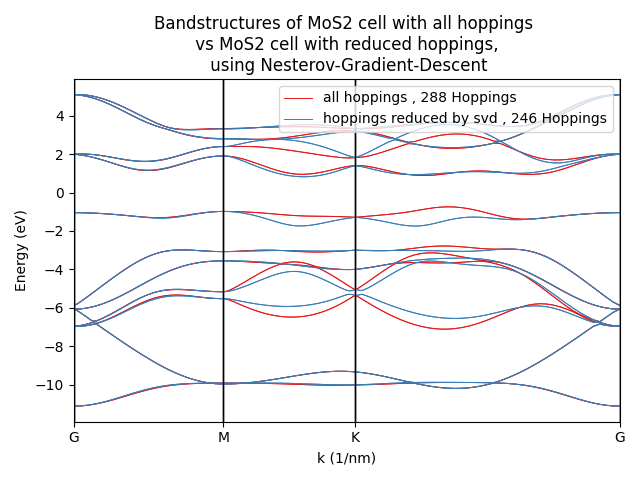 Bandstructures of MoS2 cell with all hoppings
vs MoS2 cell with reduced hoppings,
using Nesterov-Gradient-Descent
all hoppings , 288 Hoppings
hoppings reduced by svd , 246 Hoppings
Energy (eV)
4
2
0
−2
−4
−6
−8
−10
G
M
K
G
k (1/nm)